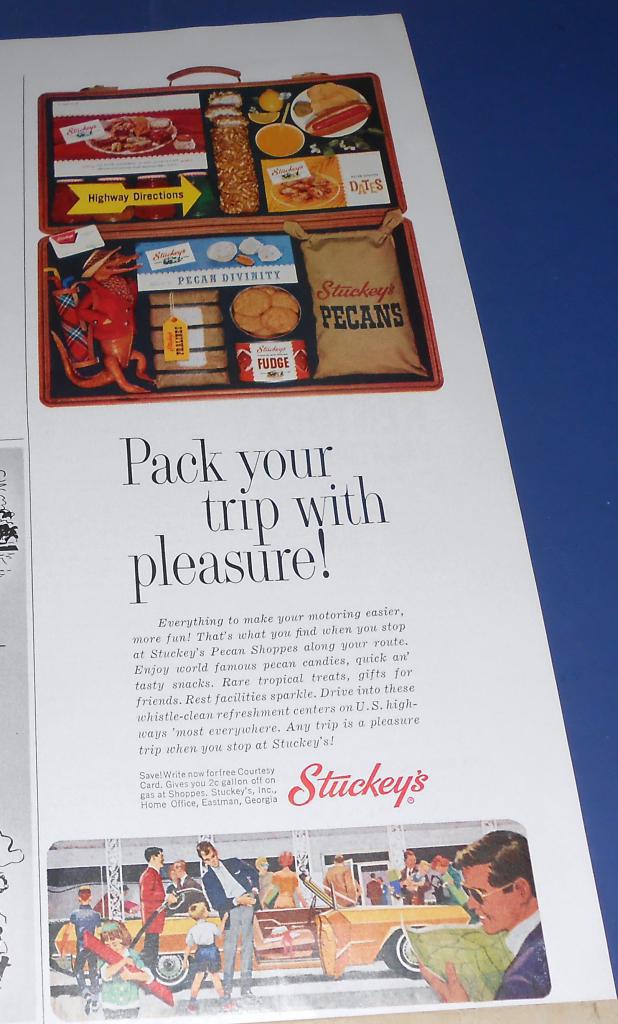 Stuckey's
Highway Directions
Stuckey's
DATES
Stuckey's
PECAN DIVINITY
Stuckey's
PECANS
PRALINES
Stuckey's
FUDGE
Pack your
trip with
pleasure!
Everything to make your motoring easier,
more fun! That's what you find when you stop
at Stuckey's Pecan Shoppes along your route.
Enjoy world famous pecan candies, quick an'
tasty snacks. Rare tropical treats, gifts for
friends. Rest facilities sparkle. Drive into these
whistle-clean refreshment centers on U.S. high-
ways 'most everywhere. Any trip is a pleasure
trip when you stop at Stuckey's!
Save! Write now for free Courtesy
Card. Gives you 2c gallon off on
gas at Shoppes. Stuckey's, Inc.,
Home Office, Eastman, Georgia
Stuckey's®